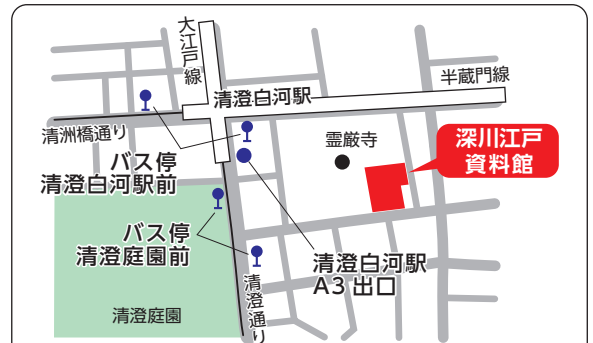 大江戸線
半蔵門線
清澄白河駅
清洲橋通り
霊厳寺
深川江戸
資料館
バス停
清澄白河駅前
バス停
清澄庭園前
清澄白河駅
A3 出口
清澄庭園
清澄通り